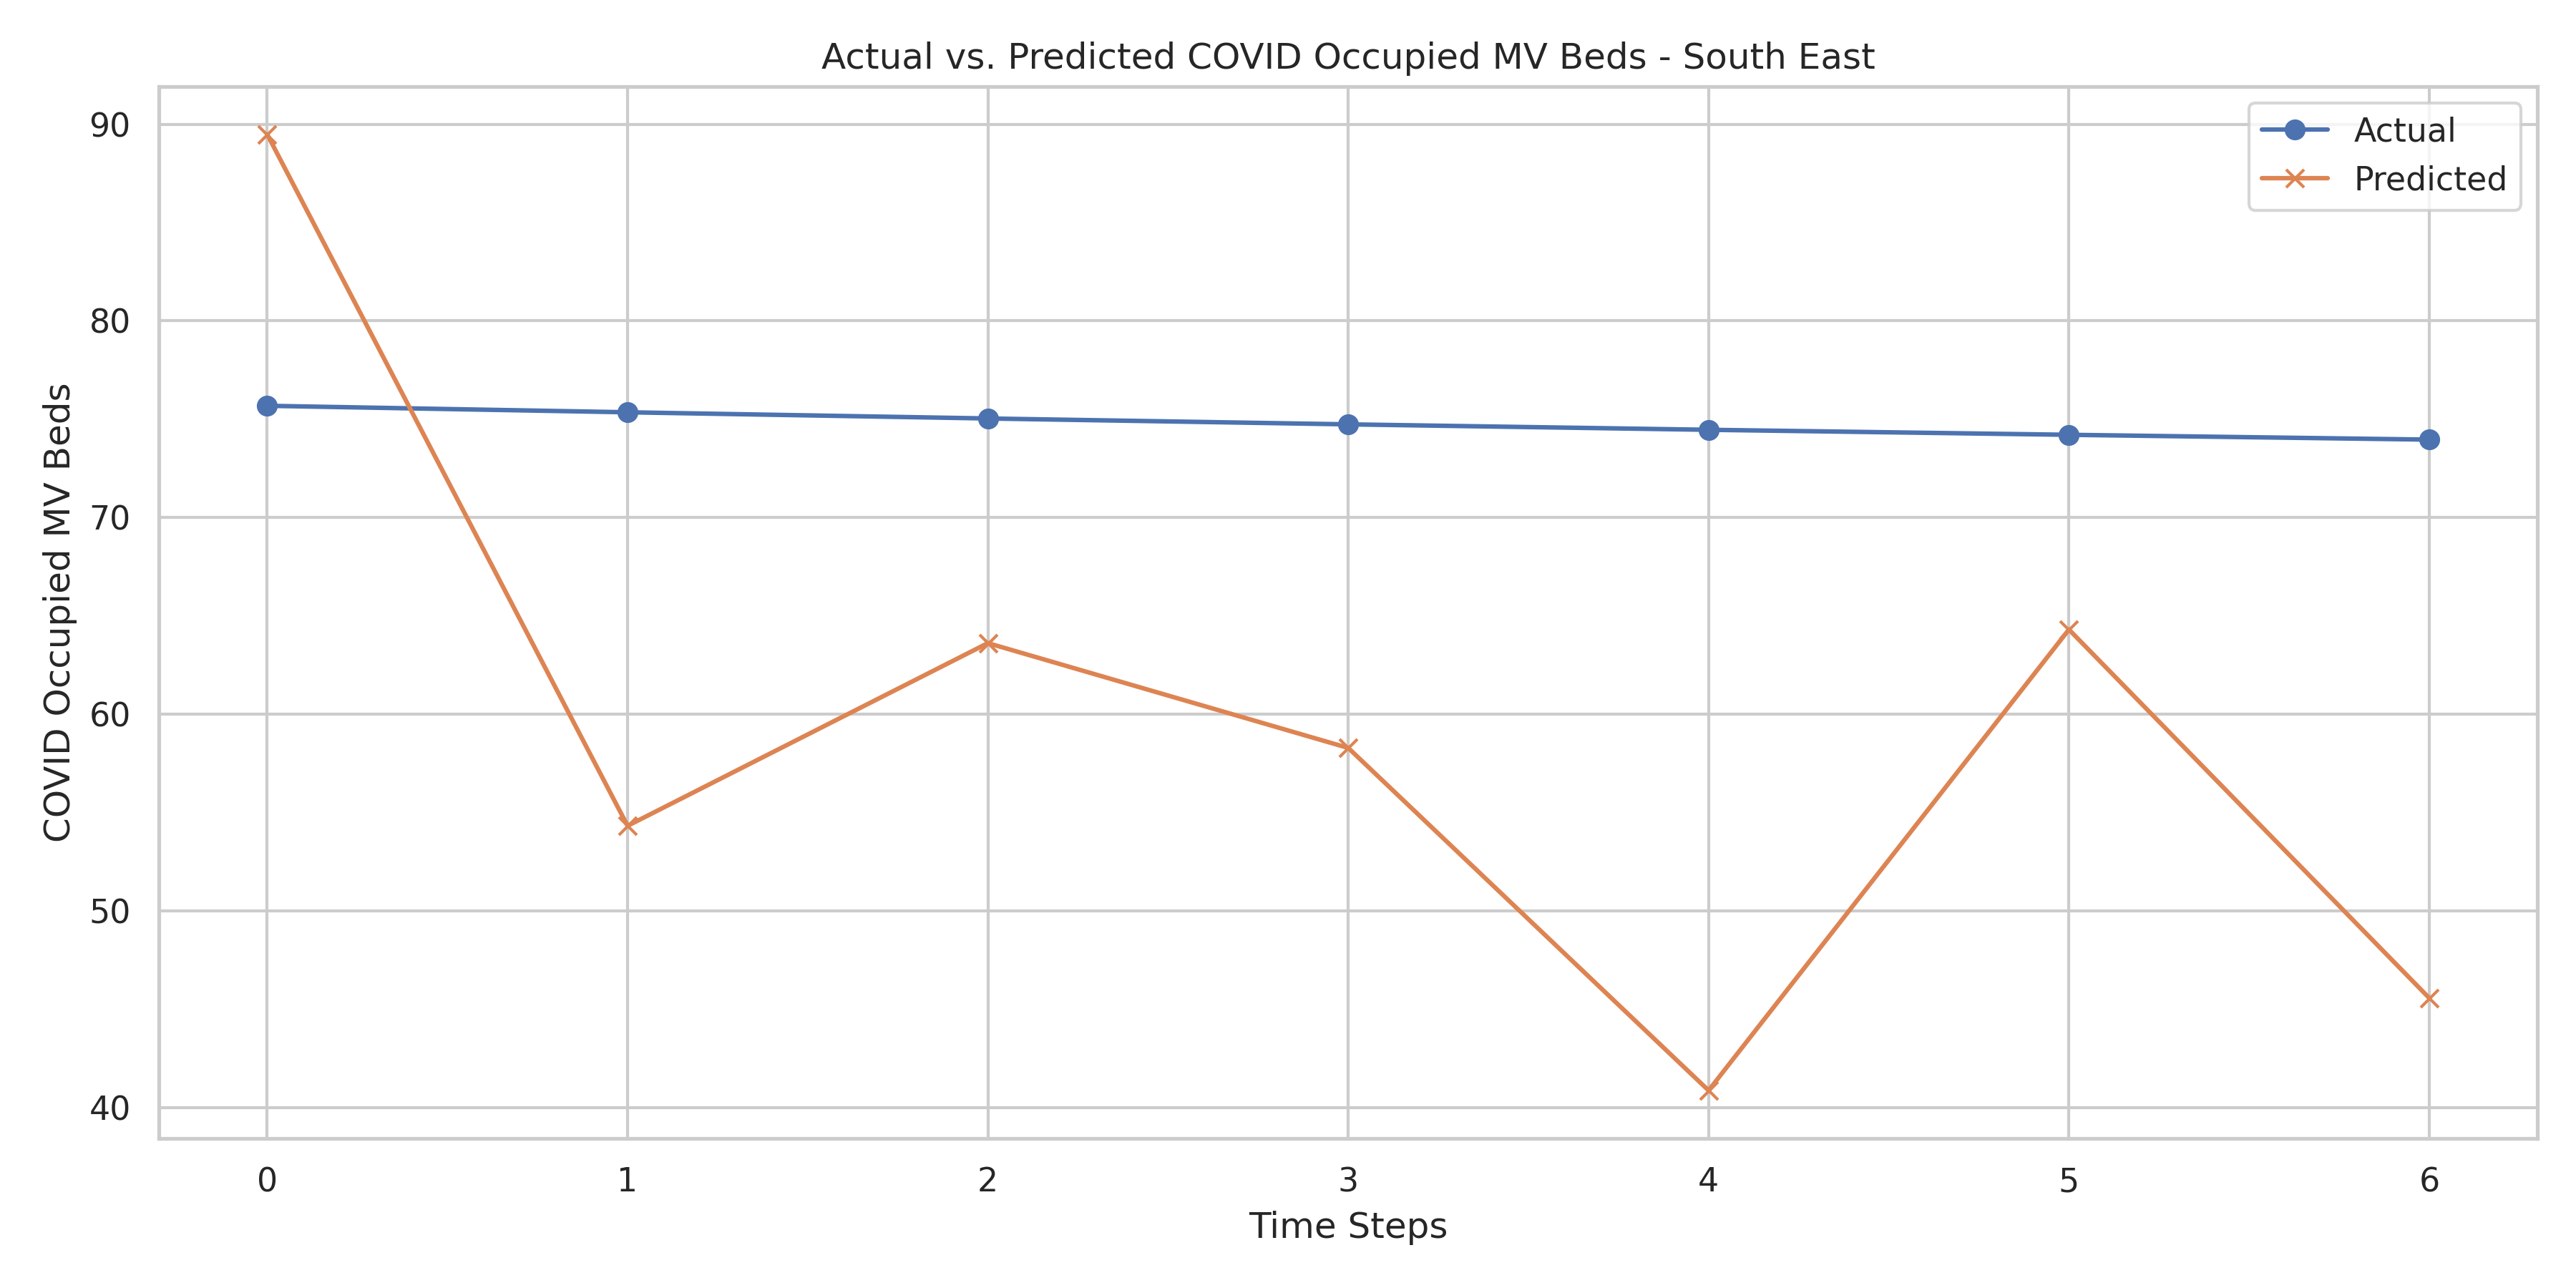 Actual vs. Predicted COVID Occupied MV Beds - South East
Actual
Predicted
COVID Occupied MV Beds
90
80
70
60
50
40
0 1 2 3 4 5 6
Time Steps